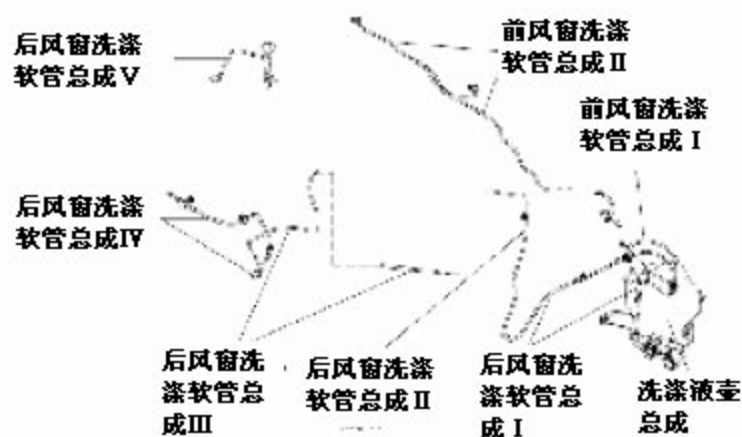 后风窗洗涤
软管总成Ⅴ
前风窗洗涤
软管总成Ⅱ
前风窗洗涤
软管总成Ⅰ
后风窗洗涤
软管总成Ⅳ
后风窗洗
涤软管总
成Ⅲ
后风窗洗涤
软管总成Ⅱ
后风窗洗
涤软管总
成Ⅰ
洗涤液壶
总成